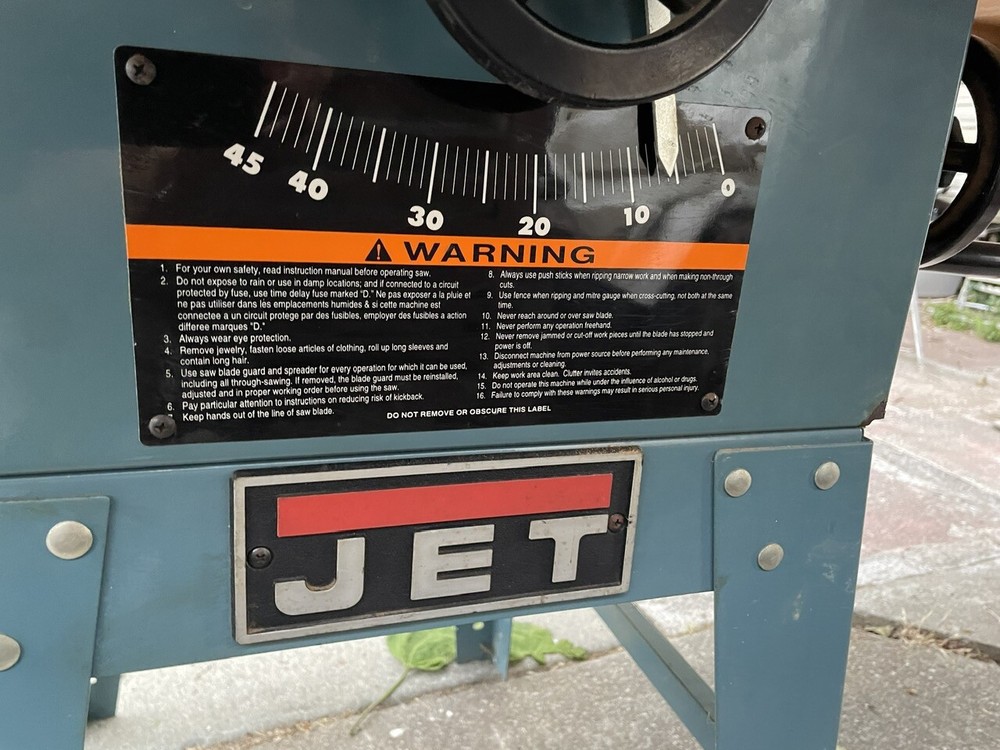 45 40 30 20 10 0
WARNING
1. For your own safety, read instruction manual before operating saw.
2. Do not expose to rain or use in damp locations; and if connected to a circuit
protected by fuse, use time delay fuse marked "D." Ne pas exposer a la pluie et
ne pas utiliser dans les emplacements humides & si cette machine est
connectee a un circuit protege par des fusibles, employer des fusibles a action
differee marques "D."
3. Always wear eye protection.
4. Remove jewelry, fasten loose articles of clothing, roll up long sleeves and
contain long hair.
5. Use saw blade guard and spreader for every operation for which it can be used,
including all through-sawing. If removed, the blade guard must be reinstalled,
adjusted and in proper working order before using the saw.
6. Pay particular attention to instructions on reducing risk of kickback.
7. Keep hands out of the line of saw blade.
8. Always use push sticks when ripping narrow work and when making non-through
cuts.
9. Use fence when ripping and mitre gauge when cross-cutting, not both at the same
time.
10. Never reach around or over saw blade.
11. Never perform any operation freehand.
12. Never remove jammed or cut-off work pieces until the blade has stopped and
power is off.
13. Disconnect machine from power source before performing any maintenance,
adjustments or cleaning.
14. Keep work area clean. Clutter invites accidents.
15. Do not operate this machine while under the influence of alcohol or drugs.
16. Failure to comply with these warnings may result in serious personal injury.
DO NOT REMOVE OR OBSCURE THIS LABEL
JET